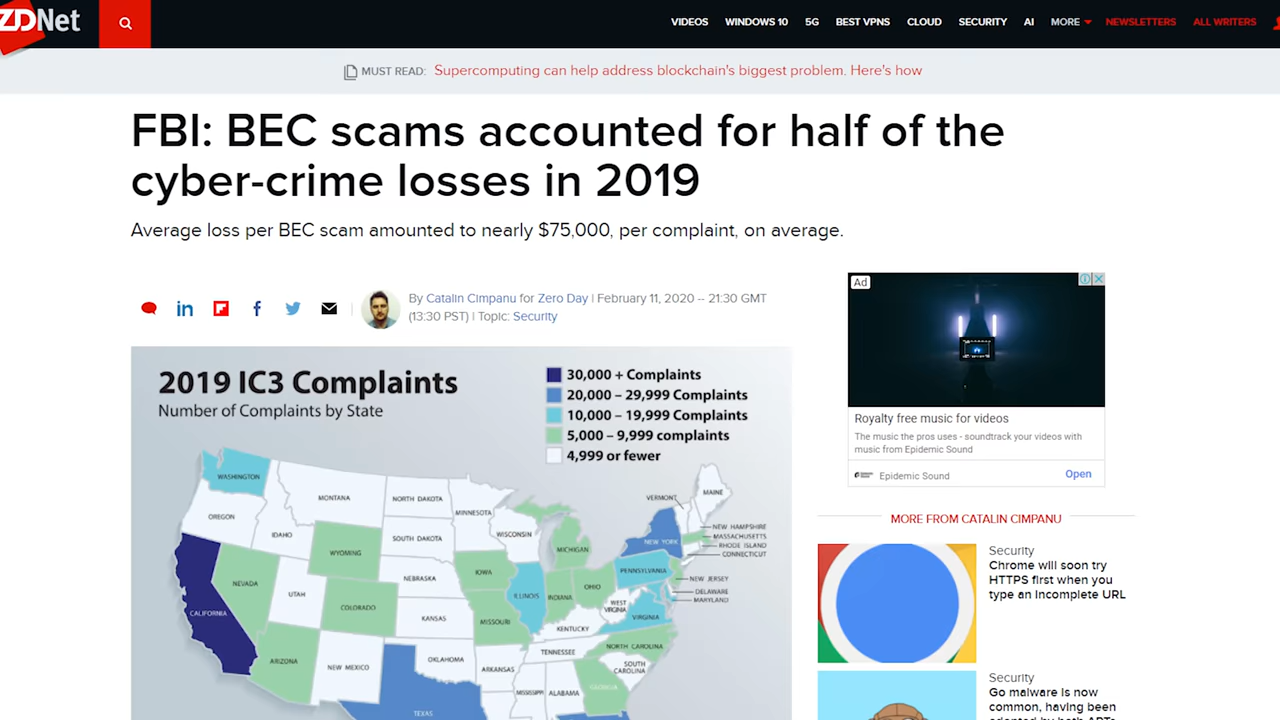 ZDNet
VIDEOS WINDOWS 10 5G BEST VPNS CLOUD SECURITY AI MORE NEWSLETTERS ALL WRITERS
MUST READ: Supercomputing can help address blockchain's biggest problem. Here's how
FBI: BEC scams accounted for half of the
cyber-crime losses in 2019
Average loss per BEC scam amounted to nearly $75,000, per complaint, on average.
By Catalin Cimpanu for Zero Day | February 11, 2020 -- 21:30 GMT
(13:30 PST) | Topic: Security
2019 IC3 Complaints
Number of Complaints by State
30,000 + Complaints
20,000 – 29,999 Complaints
10,000 – 19,999 Complaints
5,000 – 9,999 complaints
4,999 or fewer
WASHINGTON
MONTANA
NORTH DAKOTA
MINNESOTA
VERMONT
MAINE
OREGON
IDAHO
WYOMING
SOUTH DAKOTA
WISCONSIN
MICHIGAN
NEW YORK
NEW HAMPSHIRE
MASSACHUSETTS
RHODE ISLAND
CONNECTICUT
NEVADA
UTAH
COLORADO
NEBRASKA
IOWA
ILLINOIS
INDIANA
OHIO
PENNSYLVANIA
NEW JERSEY
DELAWARE
MARYLAND
CALIFORNIA
KANSAS
MISSOURI
KENTUCKY
WEST
VIRGINIA
VIRGINIA
ARIZONA
NEW MEXICO
OKLAHOMA
ARKANSAS
TENNESSEE
NORTH CAROLINA
SOUTH
CAROLINA
TEXAS
MISSISSIPPI
ALABAMA
GEORGIA
Ad
Royalty free music for videos
The music the pros uses - soundtrack your videos with
music from Epidemic Sound
Epidemic Sound
Open
MORE FROM CATALIN CIMPANU
Security
Chrome will soon try
HTTPS first when you
type an incomplete URL
Security
Go malware is now
common, having been
adopted by both APTs